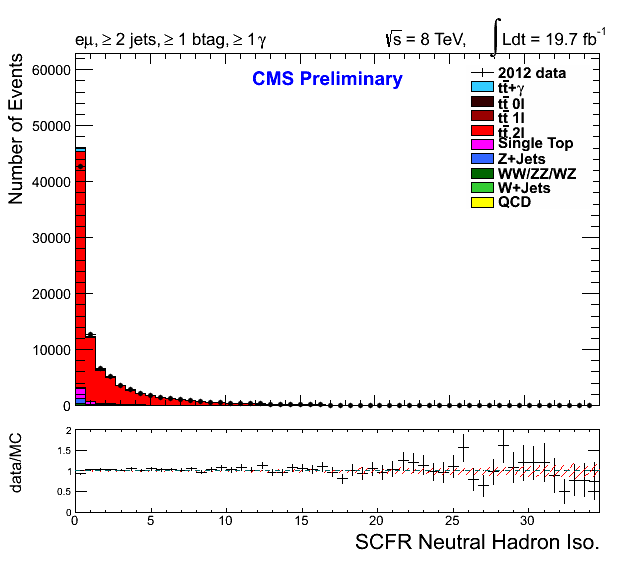 eμ, ≥ 2 jets, ≥ 1 btag, ≥ 1 γ
√s = 8 TeV, ∫ Ldt = 19.7 fb⁻¹
CMS Preliminary
2012 data
tt̄+γ
tt̄ 0l
tt̄ 1l
tt̄ 2l
Single Top
Z+Jets
WW/ZZ/WZ
W+Jets
QCD
Number of Events
60000
50000
40000
30000
20000
10000
0
data/MC
2
1.5
1
0.5
0
0 5 10 15 20 25 30
SCFR Neutral Hadron Iso.